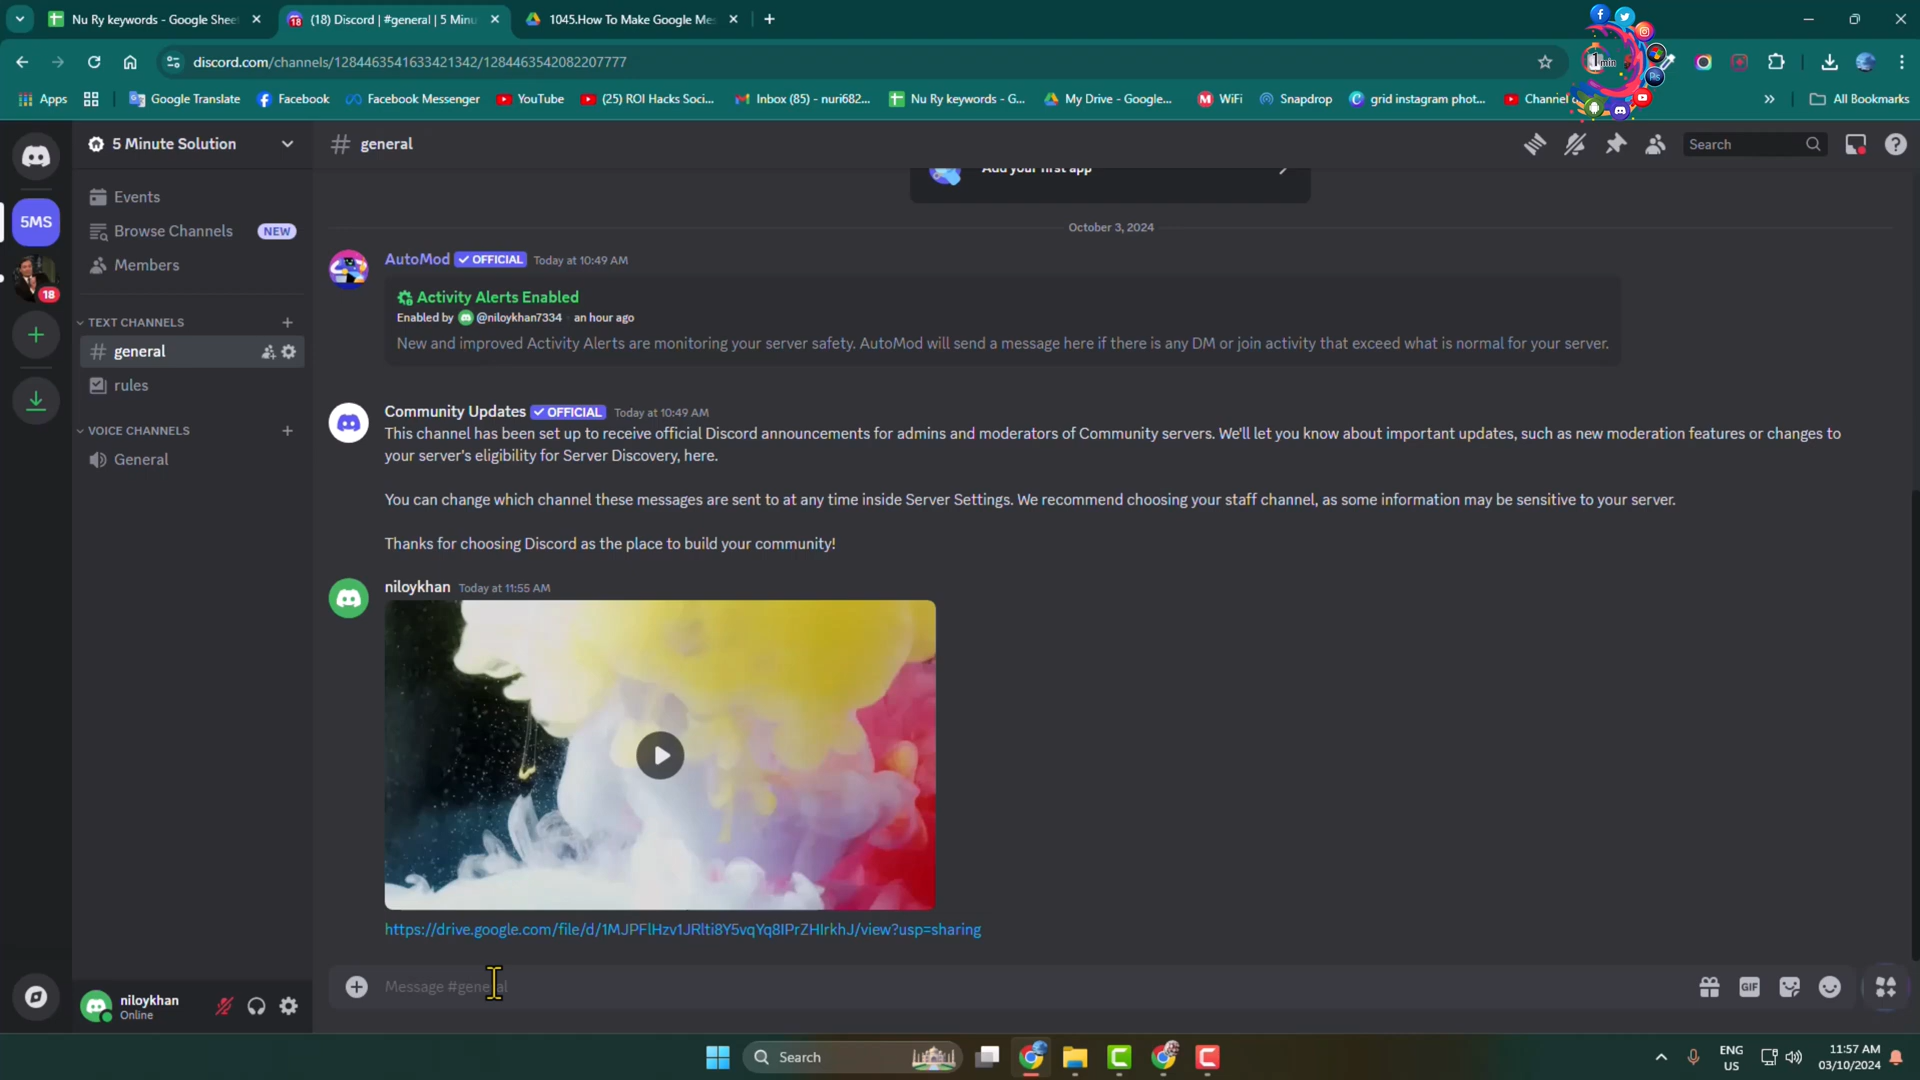 Nu Ry keywords - Google Shee
(18) Discord | #general | 5 Minu
1045.How To Make Google Me
discord.com/channels/1284463541633421342/1284463542082207777
1 min
Apps
Google Translate
Facebook
Facebook Messenger
YouTube
(25) ROI Hacks Soci...
Inbox (85) - nuri682...
Nu Ry keywords - G...
My Drive - Google...
WiFi
Snapdrop
grid instagram phot...
Channel
All Bookmarks
5 Minute Solution
# general
Search
Events
Browse Channels NEW
Members
5MS
18
TEXT CHANNELS
# general
rules
VOICE CHANNELS
General
Add your first app
October 3, 2024
AutoMod OFFICIAL Today at 10:49 AM
Activity Alerts Enabled
Enabled by @niloykhan7334 · an hour ago
New and improved Activity Alerts are monitoring your server safety. AutoMod will send a message here if there is any DM or join activity that exceed what is normal for your server.
Community Updates OFFICIAL Today at 10:49 AM
This channel has been set up to receive official Discord announcements for admins and moderators of Community servers. We'll let you know about important updates, such as new moderation features or changes to
your server's eligibility for Server Discovery, here.
You can change which channel these messages are sent to at any time inside Server Settings. We recommend choosing your staff channel, as some information may be sensitive to your server.
Thanks for choosing Discord as the place to build your community!
niloykhan Today at 11:55 AM
https://drive.google.com/file/d/1MJPFlHzv1JRlti8Y5vqYq8IPrZHIrkhJ/view?usp=sharing
Message #general
GIF
niloykhan
Online
Search
ENG
US
11:57 AM
03/10/2024